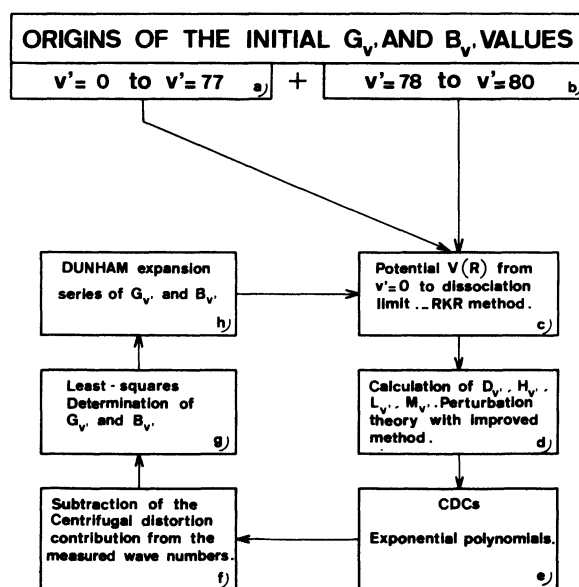 ORIGINS OF THE INITIAL Gv' AND Bv' VALUES
v'= 0 to v'= 77 a)
+
v'= 78 to v'= 80 b)
DUNHAM expansion
series of Gv' and Bv'.
h)
Potential V(R) from
v'=0 to dissociation
limit _ RKR method.
c)
Least-squares
Determination of
Gv' and Bv'.
g)
Calculation of Dv', Hv',
Lv', Mv'. Perturbation
theory with improved
method.
d)
Subtraction of the
Centrifugal distortion
contribution from the
measured wave numbers.
f)
CDCs
Exponential polynomials.
e)